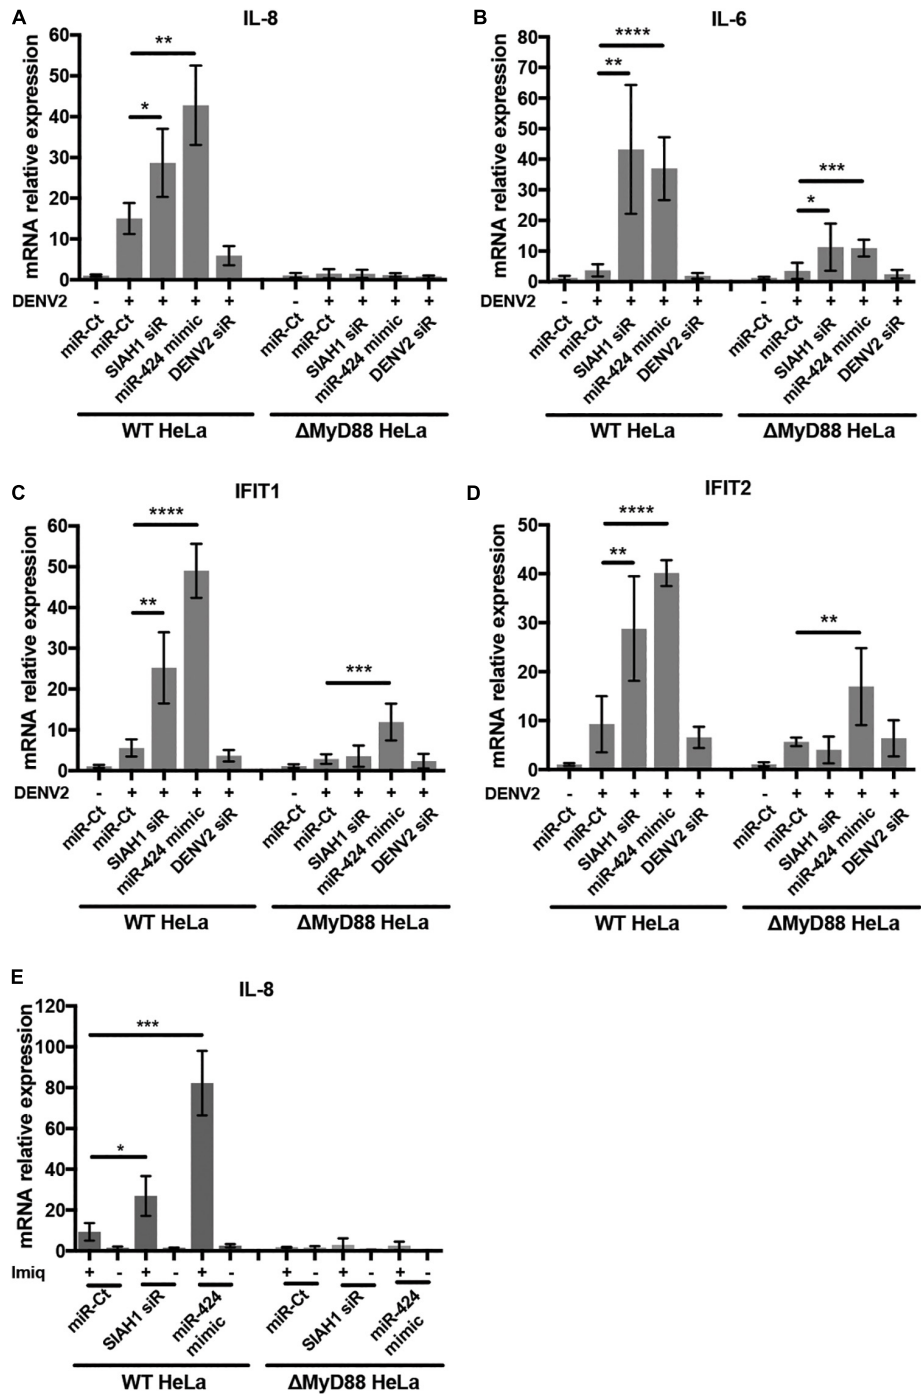 A
IL-8
mRNA relative expression
60
50
40
30
20
10
0
*
**
DENV2 - + + + + - + + + +
miR-Ct miR-Ct SIAH1 siR miR-424 mimic DENV2 siR miR-Ct miR-Ct SIAH1 siR miR-424 mimic DENV2 siR
WT HeLa ΔMyD88 HeLa
B
IL-6
mRNA relative expression
80
70
60
50
40
30
20
10
0
****
**
***
*
DENV2 - + + + + - + + + +
miR-Ct miR-Ct SIAH1 siR miR-424 mimic DENV2 siR miR-Ct miR-Ct SIAH1 siR miR-424 mimic DENV2 siR
WT HeLa ΔMyD88 HeLa
C
IFIT1
mRNA relative expression
60
50
40
30
20
10
0
****
**
***
DENV2 - + + + + - + + + +
miR-Ct miR-Ct SIAH1 siR miR-424 mimic DENV2 siR miR-Ct miR-Ct SIAH1 siR miR-424 mimic DENV2 siR
WT HeLa ΔMyD88 HeLa
D
IFIT2
mRNA relative expression
50
40
30
20
10
0
****
**
**
DENV2 - + + + + - + + + +
miR-Ct miR-Ct SIAH1 siR miR-424 mimic DENV2 siR miR-Ct miR-Ct SIAH1 siR miR-424 mimic DENV2 siR
WT HeLa ΔMyD88 HeLa
E
IL-8
mRNA relative expression
120
100
80
60
40
20
0
***
*
Imiq + - + - + - + - + - + -
miR-Ct SIAH1 siR miR-424 mimic miR-Ct SIAH1 siR miR-424 mimic
WT HeLa ΔMyD88 HeLa